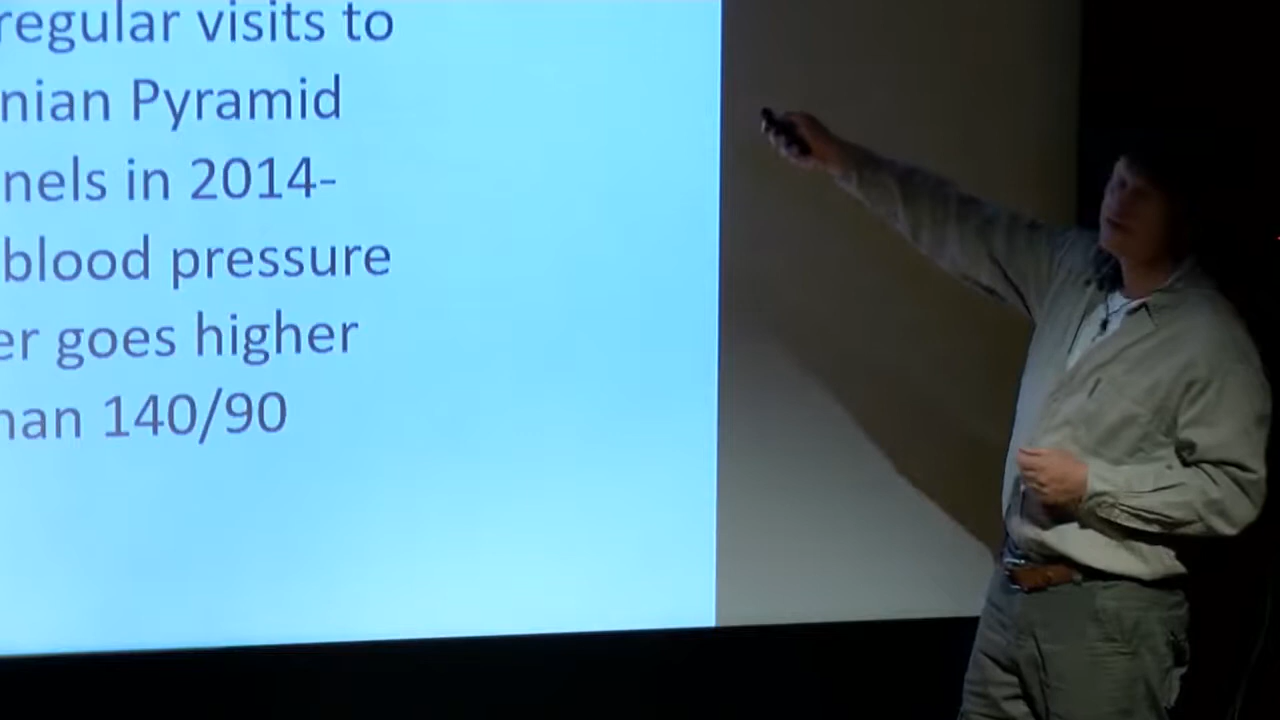 regular visits to
nian Pyramid
nels in 2014-
blood pressure
er goes higher
han 140/90